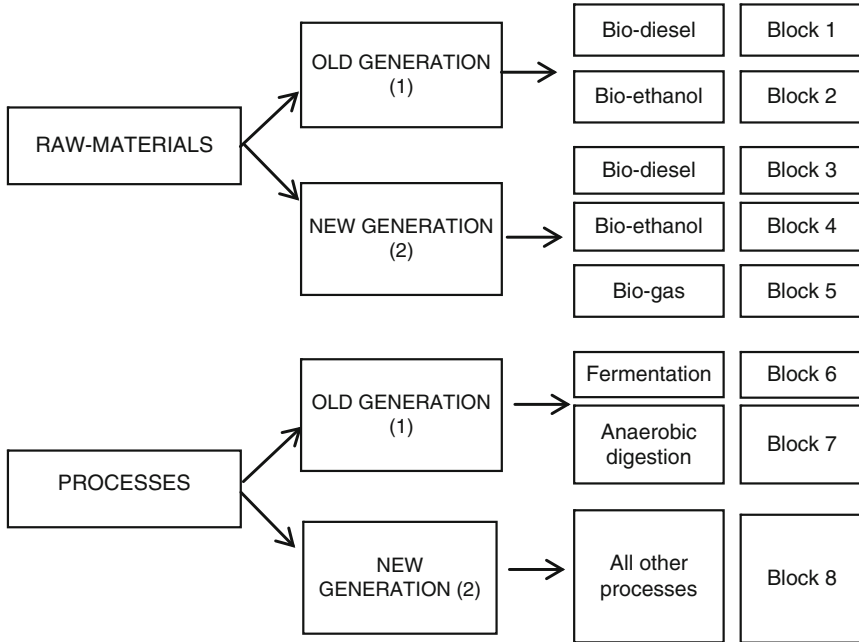 RAW-MATERIALS
OLD GENERATION
(1)
Bio-diesel
Block 1
Bio-ethanol
Block 2
NEW GENERATION
(2)
Bio-diesel
Block 3
Bio-ethanol
Block 4
Bio-gas
Block 5
PROCESSES
OLD GENERATION
(1)
Fermentation
Block 6
Anaerobic
digestion
Block 7
NEW
GENERATION (2)
All other
processes
Block 8